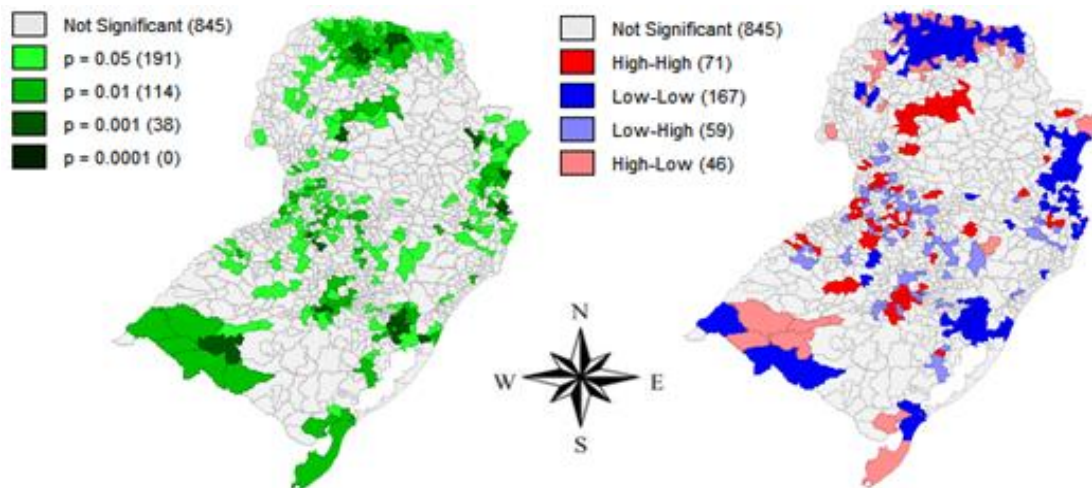 Not Significant (845)
p = 0.05 (191)
p = 0.01 (114)
p = 0.001 (38)
p = 0.0001 (0)
Not Significant (845)
High-High (71)
Low-Low (167)
Low-High (59)
High-Low (46)
N
W E
S